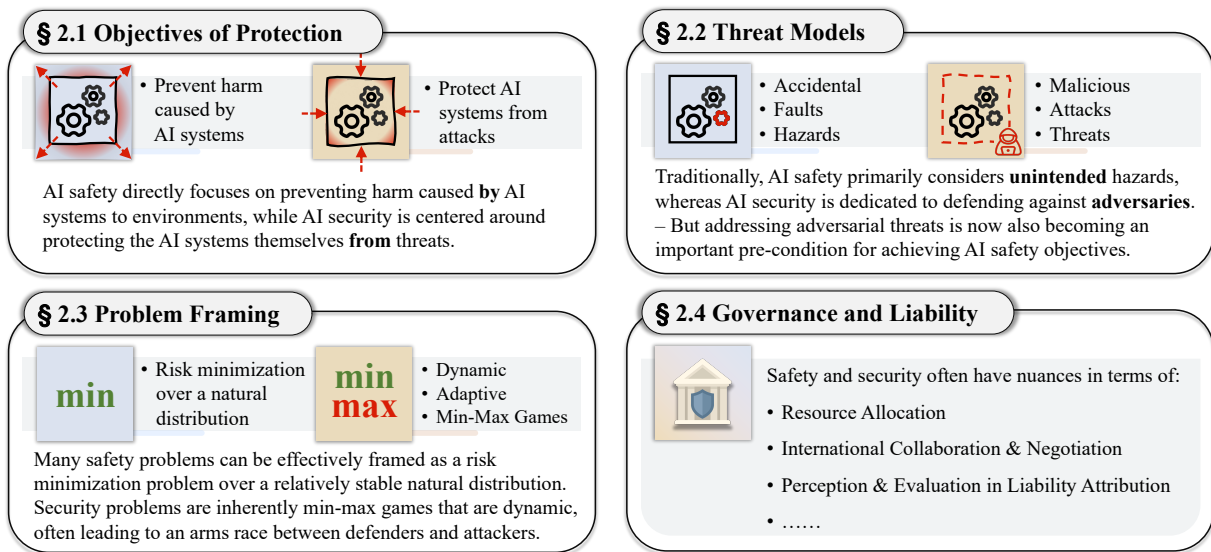 § 2.1 Objectives of Protection
• Prevent harm
caused by
AI systems
• Protect AI
systems from
attacks
AI safety directly focuses on preventing harm caused by AI
systems to environments, while AI security is centered around
protecting the AI systems themselves from threats.
§ 2.2 Threat Models
• Accidental
• Faults
• Hazards
• Malicious
• Attacks
• Threats
Traditionally, AI safety primarily considers unintended hazards,
whereas AI security is dedicated to defending against adversaries.
– But addressing adversarial threats is now also becoming an
important pre-condition for achieving AI safety objectives.
§ 2.3 Problem Framing
min
• Risk minimization
over a natural
distribution
min
max
• Dynamic
• Adaptive
• Min-Max Games
Many safety problems can be effectively framed as a risk
minimization problem over a relatively stable natural distribution.
Security problems are inherently min-max games that are dynamic,
often leading to an arms race between defenders and attackers.
§ 2.4 Governance and Liability
Safety and security often have nuances in terms of:
• Resource Allocation
• International Collaboration & Negotiation
• Perception & Evaluation in Liability Attribution
• ……